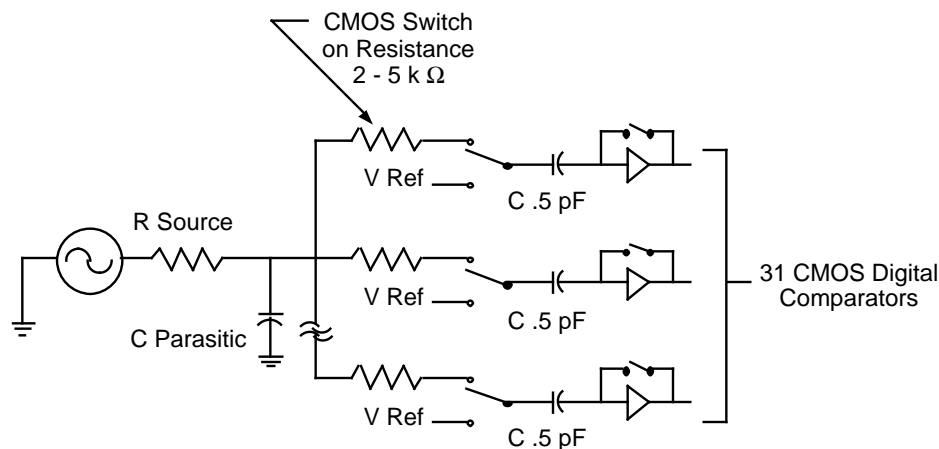 CMOS Switch
on Resistance
2 - 5 k Ω
V Ref
C .5 pF
R Source
V Ref
C .5 pF
31 CMOS Digital
Comparators
C Parasitic
V Ref
C .5 pF